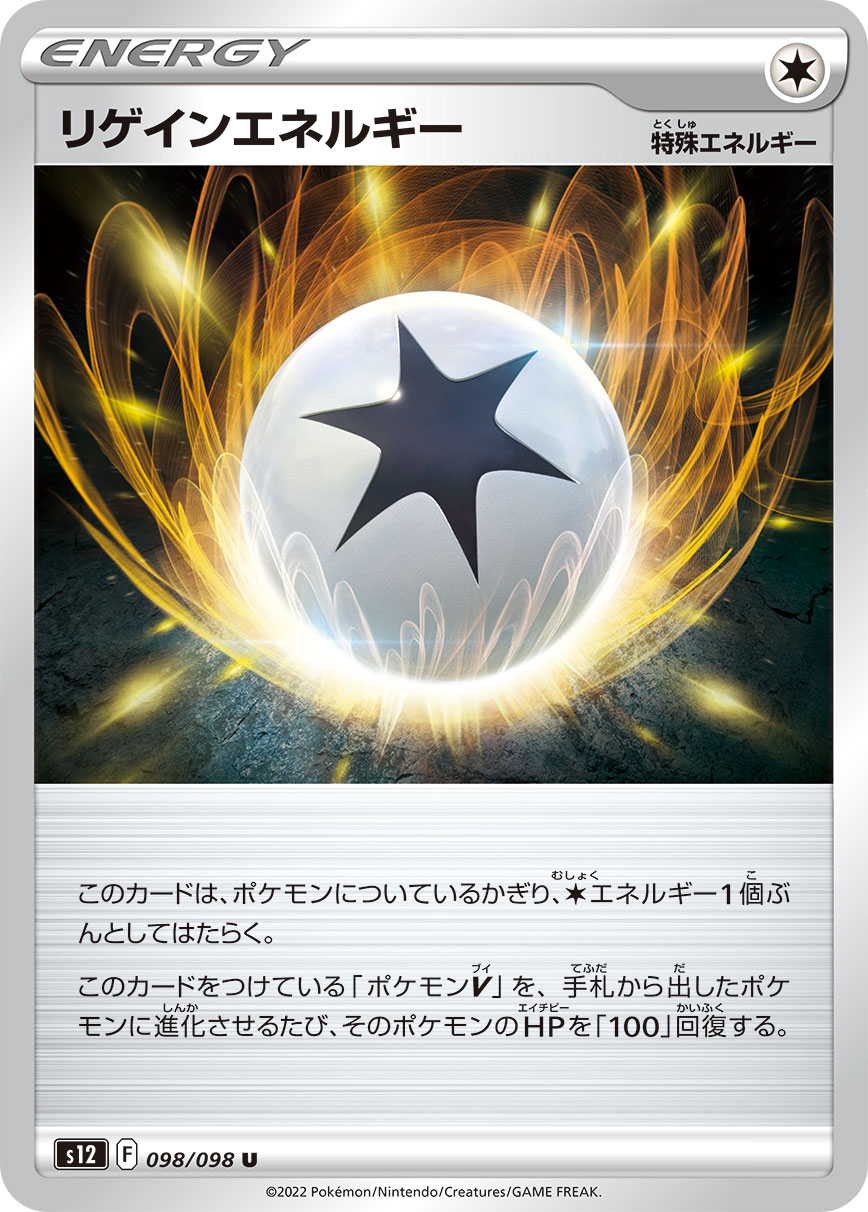 ENERGY
リゲインエネルギー
とくしゅ
特殊エネルギー
むしょく こ
このカードは、ポケモンについているかぎり、✶エネルギー1個ぶ
んとしてはたらく。
ブイ てふだ だ
このカードをつけている「ポケモンV」を、手札から出したポケ
しんか エイチピー かいふく
モンに進化させるたび、そのポケモンのHPを「100」回復する。
s12 F 098/098 U
©2022 Pokémon/Nintendo/Creatures/GAME FREAK.